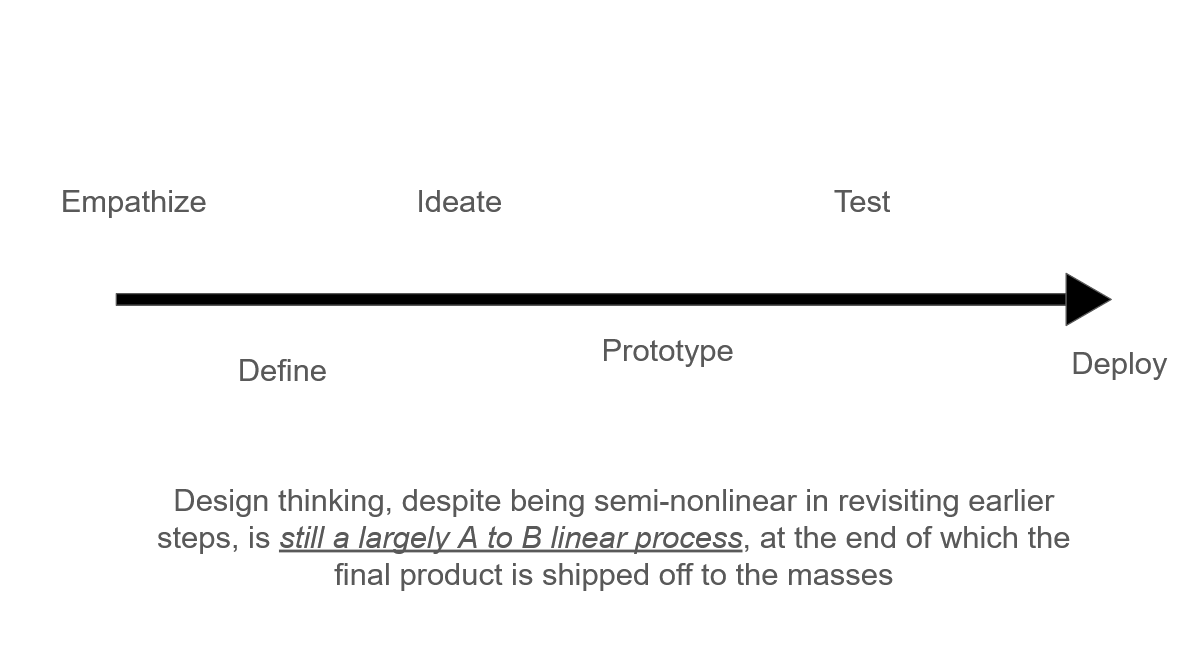 Empathize
Ideate
Test
Define
Prototype
Deploy
Design thinking, despite being semi-nonlinear in revisiting earlier
steps, is still a largely A to B linear process, at the end of which the
final product is shipped off to the masses